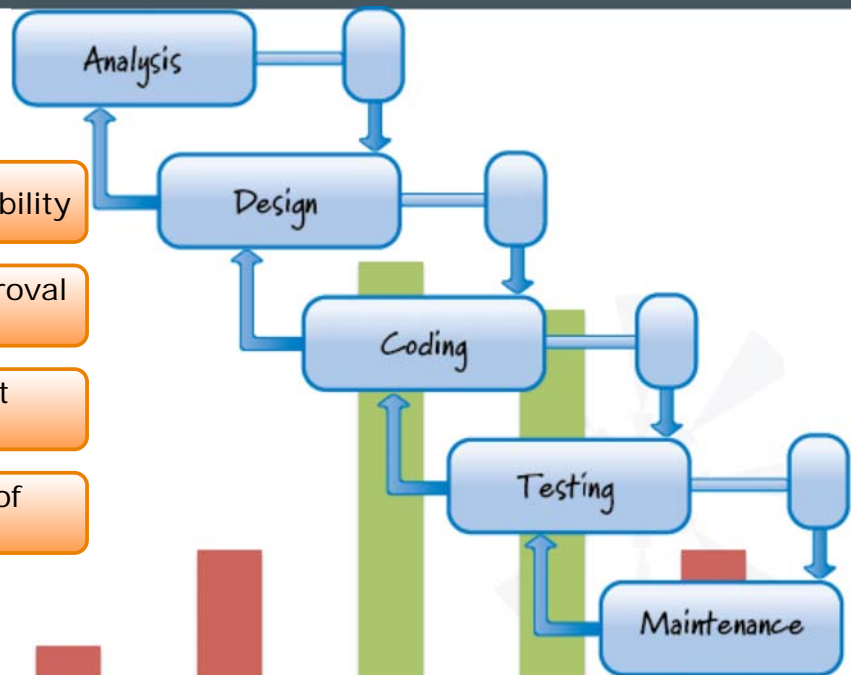 Analysis
Design
Coding
Testing
Maintenance
bility
roval
t
of